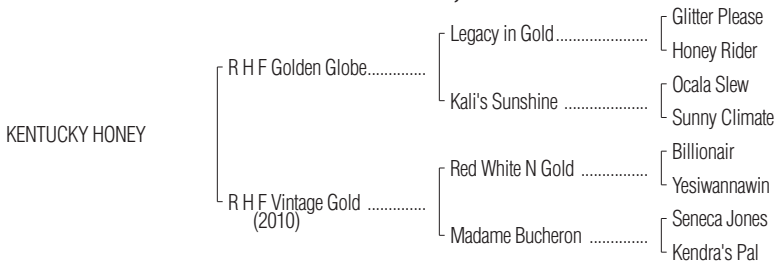 Glitter Please
Legacy in Gold......................
Honey Rider
R H F Golden Globe..............
Ocala Slew
Kali's Sunshine ....................
Sunny Climate
KENTUCKY HONEY
Billionair
Red White N Gold ................
Yesiwannawin
R H F Vintage Gold ..............
(2010)
Seneca Jones
Madame Bucheron ..............
Kendra's Pal